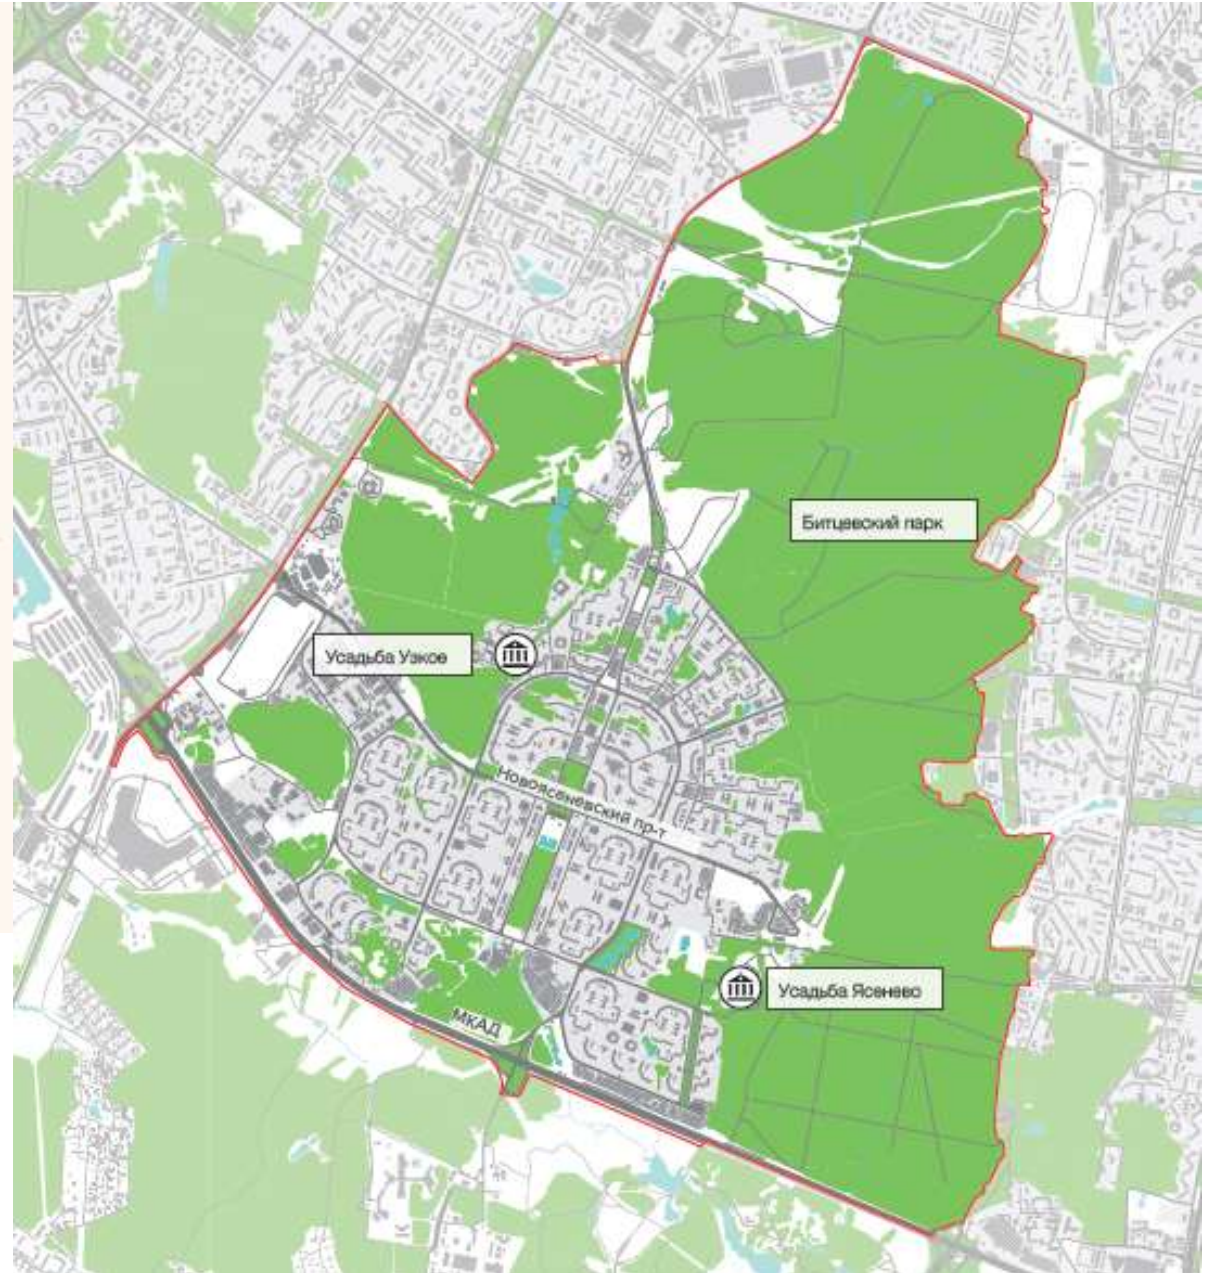 Битцевский парк
Усадьба Узкое
Новоясеневский пр-т
Усадьба Ясенево
МКАД